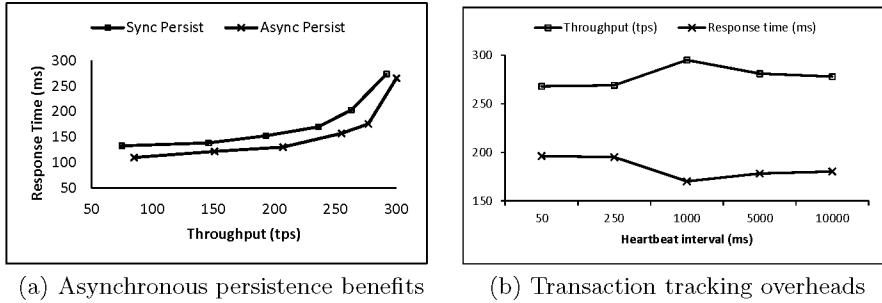 Sync Persist Async Persist
300
250
200
150
100
50
Response Time (ms)
50 100 150 200 250 300
Throughput (tps)
(a) Asynchronous persistence benefits
Throughput (tps) Response time (ms)
300
250
200
150
50 250 1000 5000 10000
Heartbeat interval (ms)
(b) Transaction tracking overheads